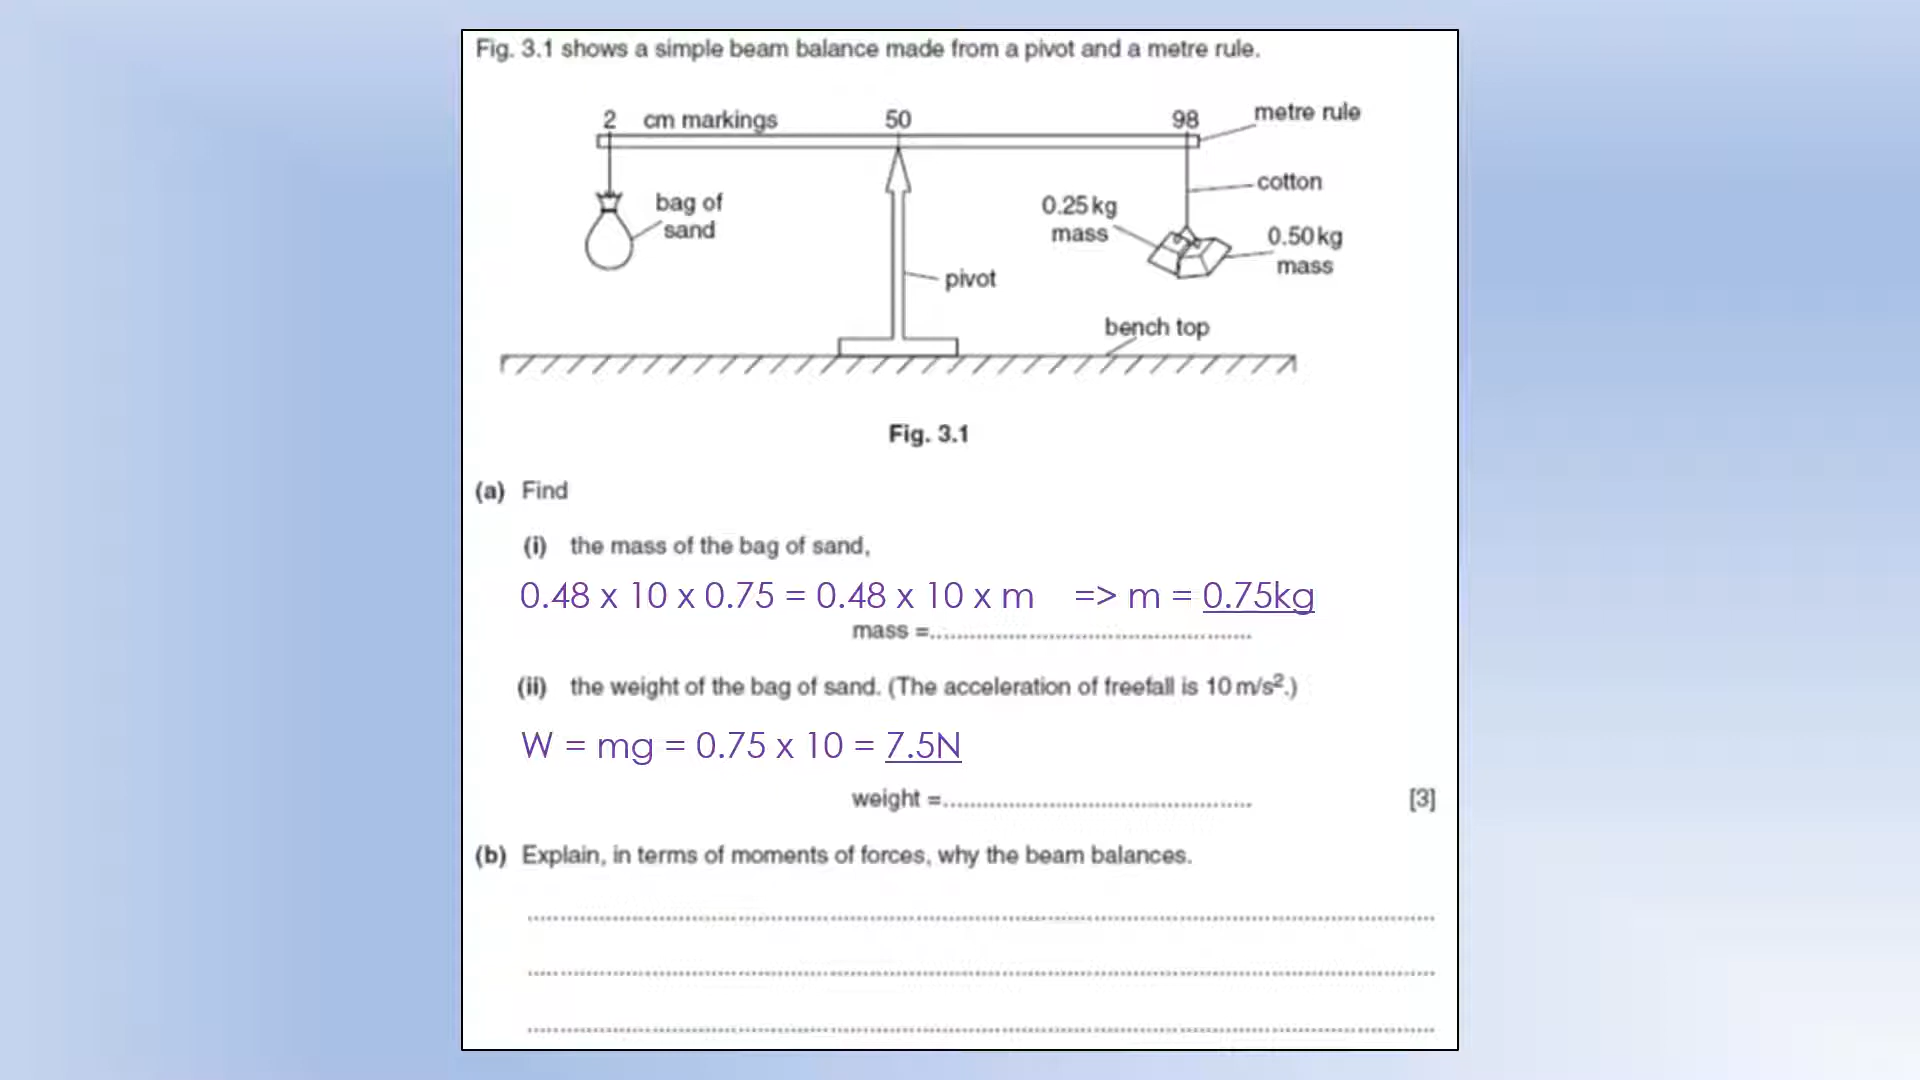 Fig. 3.1 shows a simple beam balance made from a pivot and a metre rule.
2 cm markings 50 98 metre rule
cotton
bag of sand
0.25 kg mass
0.50 kg mass
pivot
bench top
Fig. 3.1
(a) Find
(i) the mass of the bag of sand,
0.48 x 10 x 0.75 = 0.48 x 10 x m => m = 0.75kg
mass =......................................................
(ii) the weight of the bag of sand. (The acceleration of freefall is 10 m/s².)
W = mg = 0.75 x 10 = 7.5N
weight =.................................................... [3]
(b) Explain, in terms of moments of forces, why the beam balances.